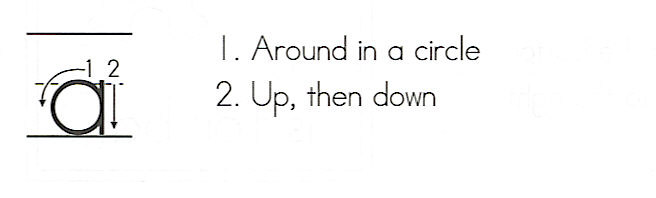 1 2
a
1. Around in a circle
2. Up, then down